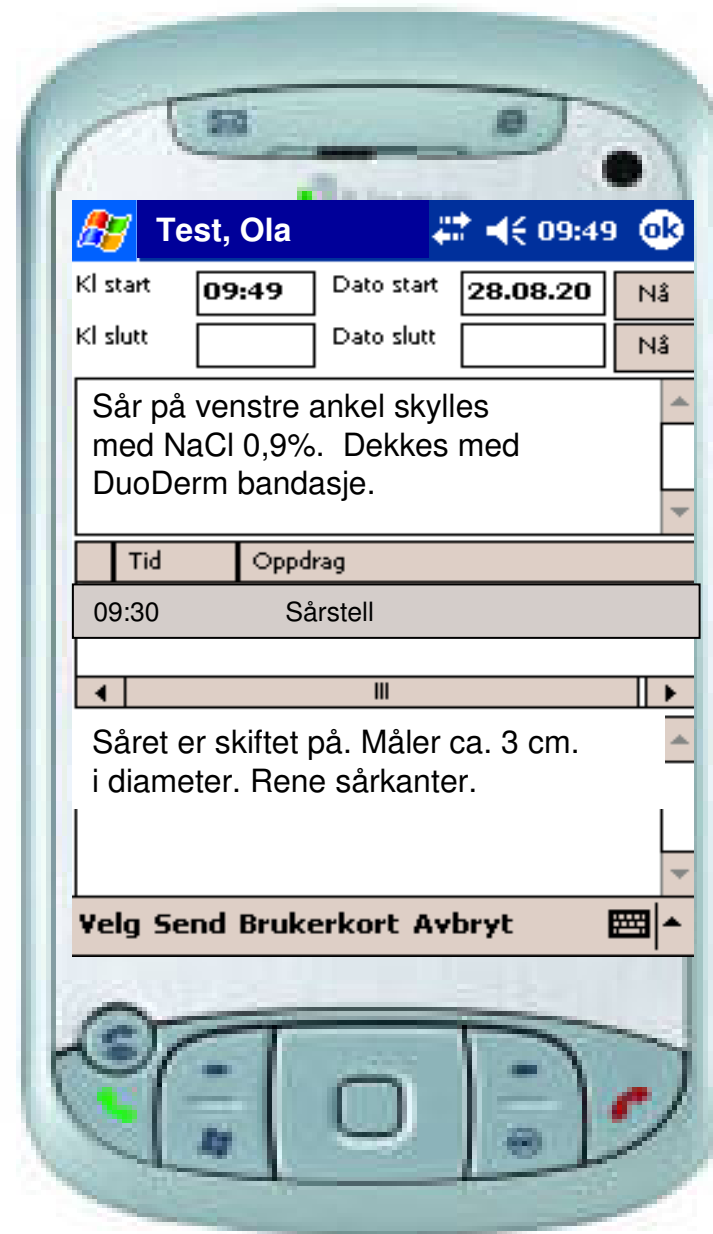 Test, Ola 09:49 ok
Kl start 09:49 Dato start 28.08.20 Nå
Kl slutt Dato slutt Nå
Sår på venstre ankel skylles
med NaCl 0,9%. Dekkes med
DuoDerm bandasje.
Tid Oppdrag
09:30 Sårstell
Såret er skiftet på. Måler ca. 3 cm.
i diameter. Rene sårkanter.
Velg Send Brukerkort Avbryt